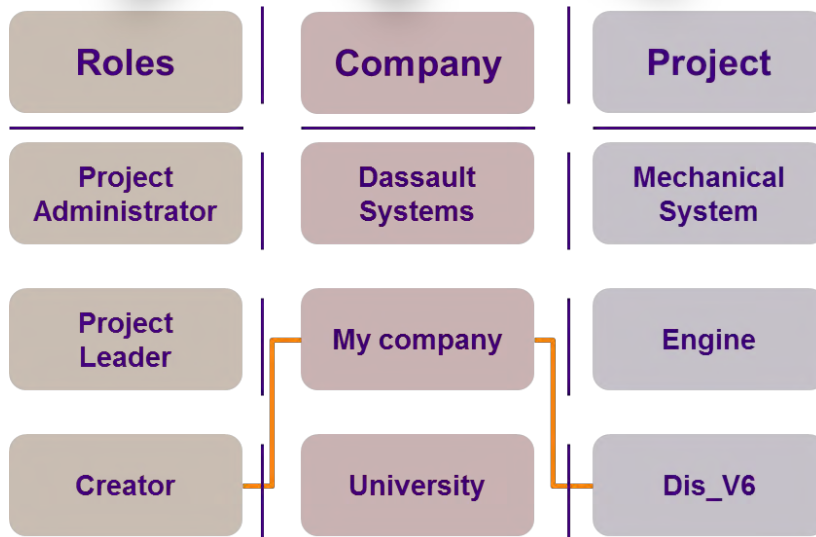 Roles
Company
Project
Project
Administrator
Dassault
Systems
Mechanical
System
Project
Leader
My company
Engine
Creator
University
Dis_V6